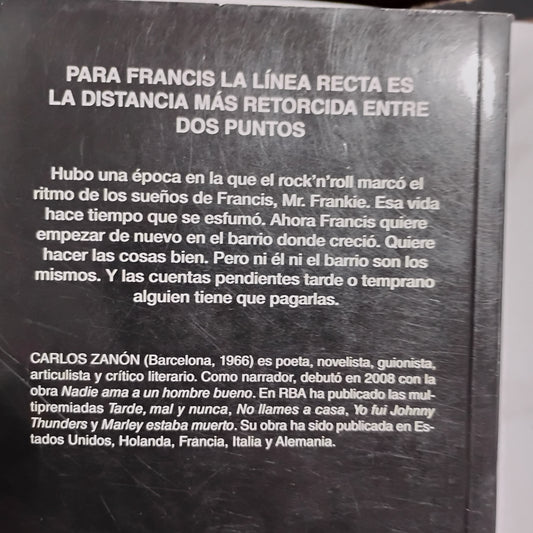 PARA FRANCIS LA LÍNEA RECTA ES
LA DISTANCIA MÁS RETORCIDA ENTRE
DOS PUNTOS
Hubo una época en la que el rock’n’roll marcó el
ritmo de los sueños de Francis, Mr. Frankie. Esa vida
hace tiempo que se esfumó. Ahora Francis quiere
empezar de nuevo en el barrio donde creció. Quiere
hacer las cosas bien. Pero ni él ni el barrio son los
mismos. Y las cuentas pendientes tarde o temprano
alguien tiene que pagarlas.
CARLOS ZANÓN (Barcelona, 1966) es poeta, novelista, guionista,
articulista y crítico literario. Como narrador, debutó en 2008 con la
obra Nadie ama a un hombre bueno. En RBA ha publicado las mul-
tipremiadas Tarde, mal y nunca, No llames a casa, Yo fui Johnny
Thunders y Marley estaba muerto. Su obra ha sido publicada en Es-
tados Unidos, Holanda, Francia, Italia y Alemania.